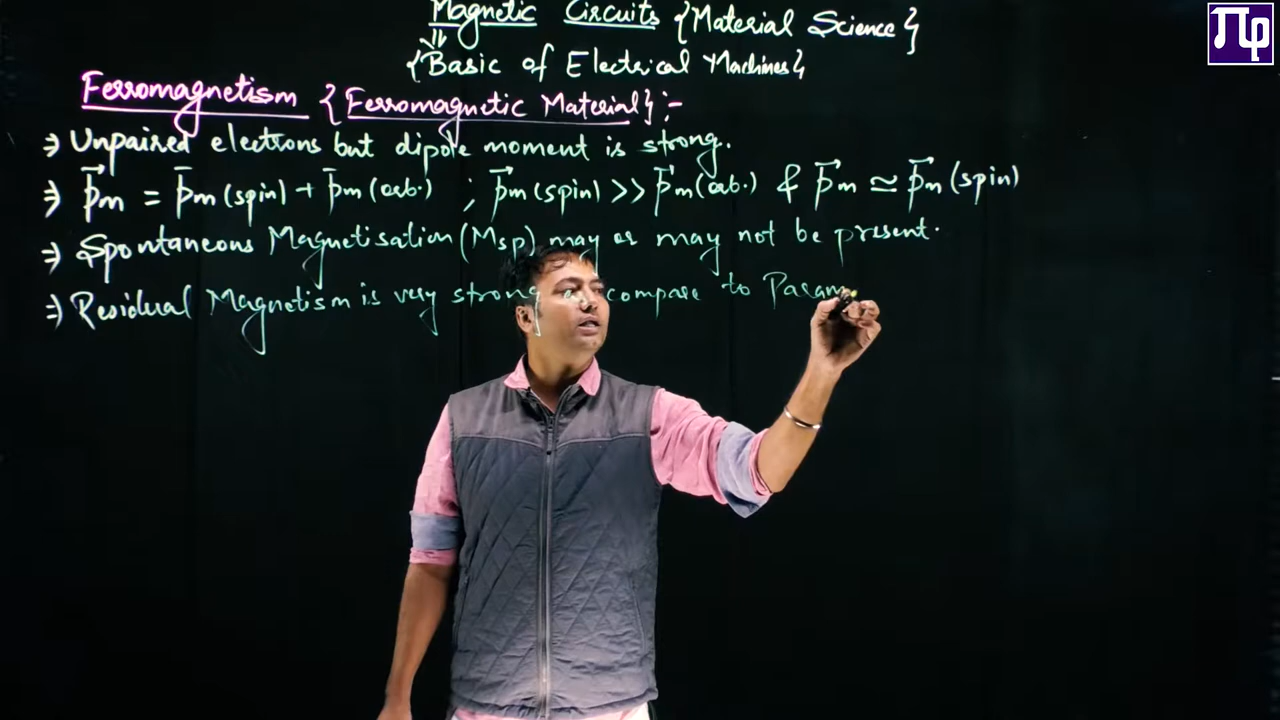 Magnetic Circuits {Material Science}
⇓
{Basic of Electrical Machines}
Ferromagnetism {Ferromagnetic Material} :-
⇒ Unpaired electrons but dipole moment is strong.
⇒ p⃗m = p̄m (spin) + p̄m (orb.) ; p⃗m (spin) >> p⃗m (orb.) & p⃗m ≃ p⃗m (spin)
⇒ Spontaneous Magnetisation (Msp) may or may not be present.
⇒ Residual Magnetism is very strong compare to Param
Πφ